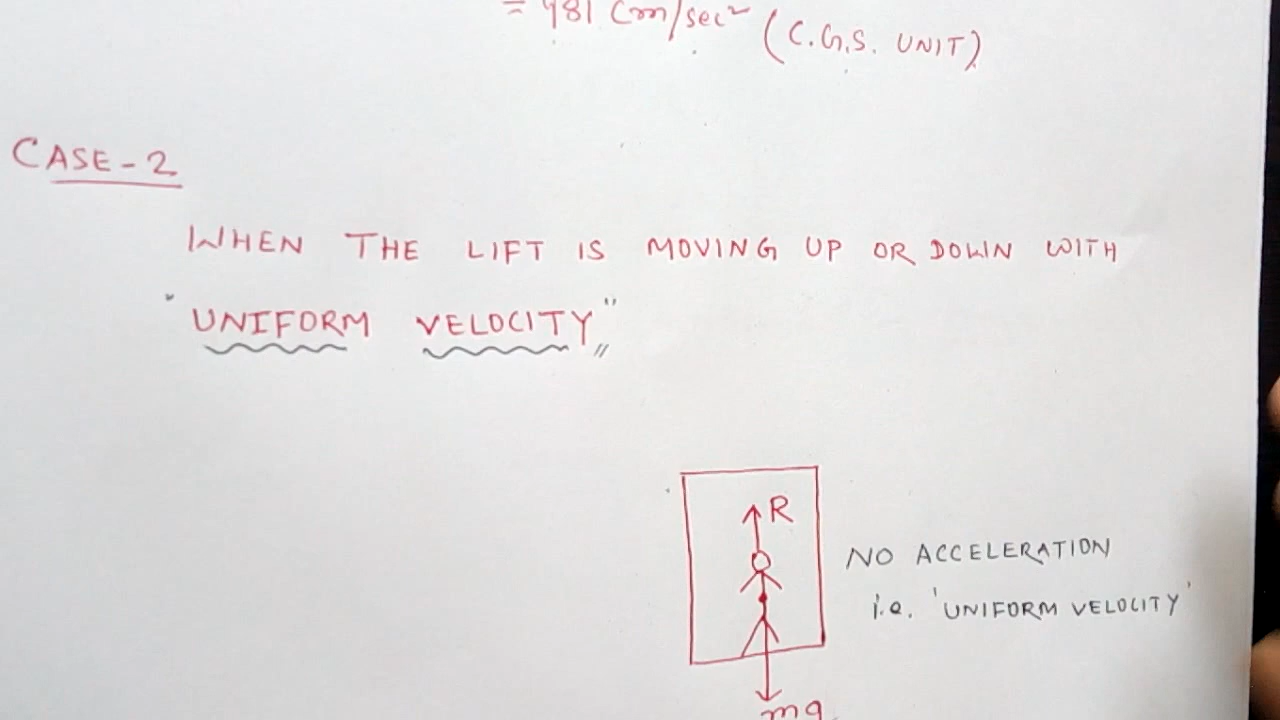 = 981 Cm/sec² (C.G.S. UNIT)
CASE-2
WHEN THE LIFT IS MOVING UP OR DOWN WITH
"UNIFORM VELOCITY"
R
NO ACCELERATION
i.e. 'UNIFORM VELOCITY'
mg